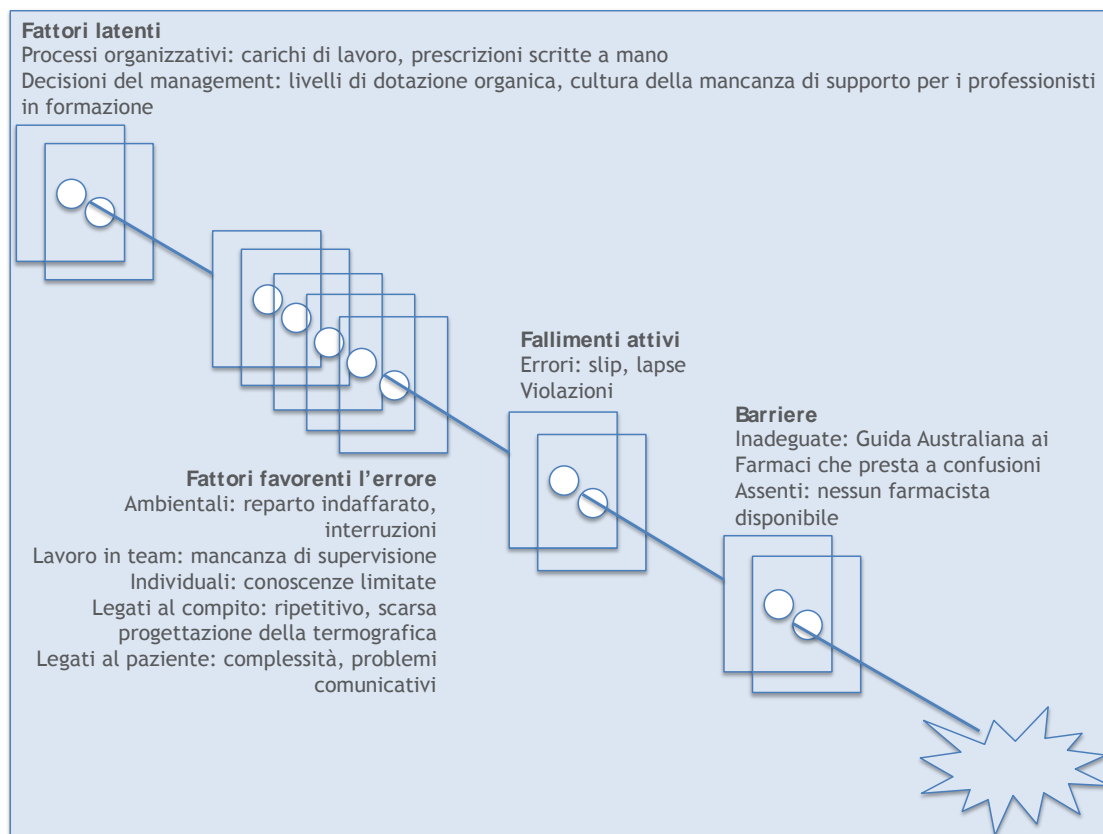 Fattori latenti
Processi organizzativi: carichi di lavoro, prescrizioni scritte a mano
Decisioni del management: livelli di dotazione organica, cultura della mancanza di supporto per i professionisti
in formazione
Fallimenti attivi
Errori: slip, lapse
Violazioni
Barriere
Inadeguate: Guida Australiana ai
Farmaci che presta a confusioni
Assenti: nessun farmacista
disponibile
Fattori favorenti l'errore
Ambientali: reparto indaffarato,
interruzioni
Lavoro in team: mancanza di supervisione
Individuali: conoscenze limitate
Legati al compito: ripetitivo, scarsa
progettazione della termografica
Legati al paziente: complessità, problemi
comunicativi